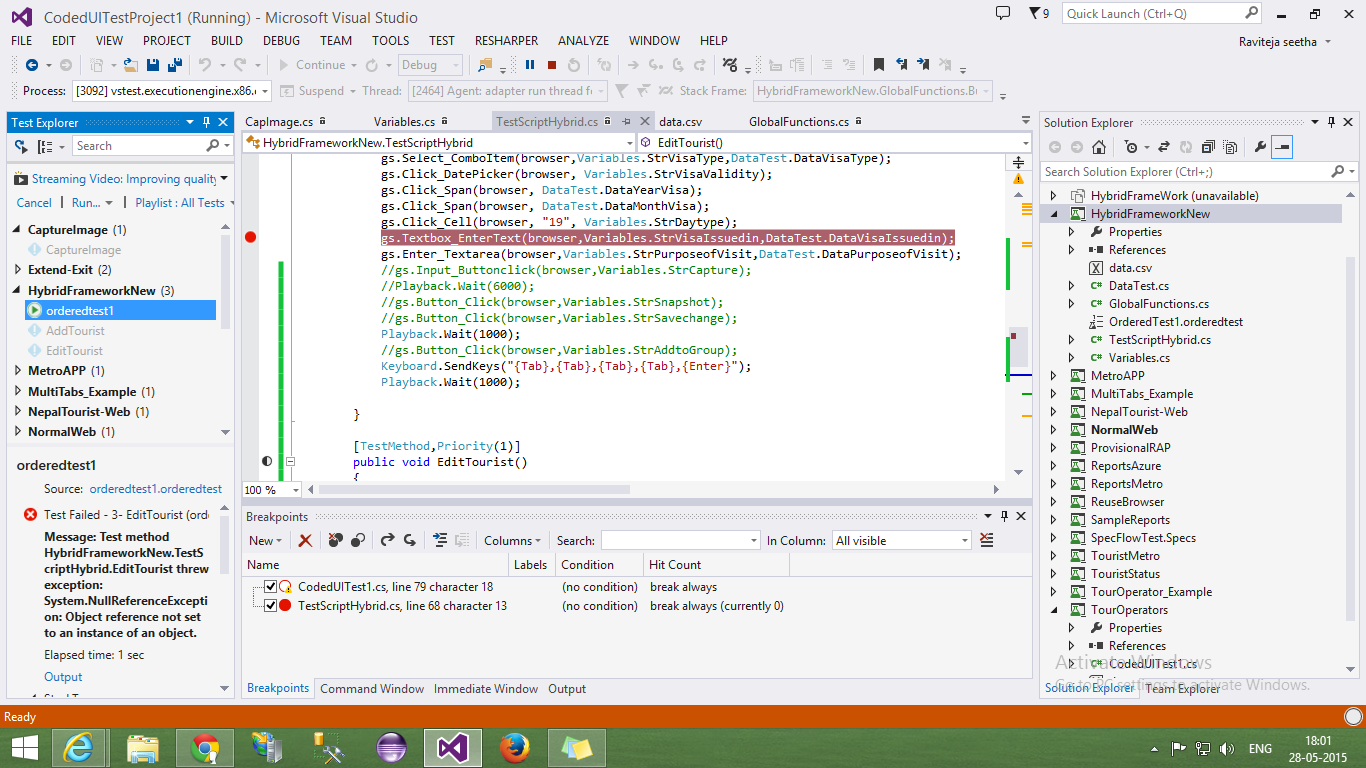 CodedUITestProject1 (Running) - Microsoft Visual Studio
9
Quick Launch (Ctrl+Q)
FILE EDIT VIEW PROJECT BUILD DEBUG TEAM TOOLS TEST RESHARPER ANALYZE WINDOW HELP
Raviteja seetha
Continue Debug
Process: [3092] vstest.executionengine.x86. Suspend Thread: [2464] Agent: adapter run thread f Stack Frame: HybridFrameworkNew.GlobalFunctions.B
Test Explorer
Search
Streaming Video: Improving quality
Cancel Run... Playlist : All Tests
CaptureImage (1)
CaptureImage
Extend-Exit (2)
HybridFrameworkNew (3)
orderedtest1
AddTourist
EditTourist
MetroAPP (1)
MultiTabs_Example (1)
NepalTourist-Web (1)
NormalWeb (1)
orderedtest1
Source: orderedtest1.orderedtest
Test Failed - 3- EditTourist (ord
Message: Test method
HybridFrameworkNew.TestS
criptHybrid.EditTourist threw
exception:
System.NullReferenceExcepti
on: Object reference not set
to an instance of an object.
Elapsed time: 1 sec
Output
CapImage.cs Variables.cs TestScriptHybrid.cs data.csv GlobalFunctions.cs
HybridFrameworkNew.TestScriptHybrid EditTourist()
gs.Select_ComboItem(browser,Variables.StrVisaType,DataTest.DataVisaType);
gs.Click_DatePicker(browser, Variables.StrVisaValidity);
gs.Click_Span(browser, DataTest.DataYearVisa);
gs.Click_Span(browser, DataTest.DataMonthVisa);
gs.Click_Cell(browser, "19", Variables.StrDaytype);
gs.Textbox_EnterText(browser,Variables.StrVisaIssuedin,DataTest.DataVisaIssuedin);
gs.Enter_Textarea(browser,Variables.StrPurposeofVisit,DataTest.DataPurposeofVisit);
//gs.Input_Buttonclick(browser,Variables.StrCapture);
//Playback.Wait(6000);
//gs.Button_Click(browser,Variables.StrSnapshot);
//gs.Button_Click(browser,Variables.StrSavechange);
Playback.Wait(1000);
//gs.Button_Click(browser,Variables.StrAddtoGroup);
Keyboard.SendKeys("{Tab},{Tab},{Tab},{Tab},{Enter}");
Playback.Wait(1000);
}
[TestMethod,Priority(1)]
public void EditTourist()
{
100 %
Breakpoints
New Columns Search: In Column: All visible
Name Labels Condition Hit Count
CodedUITest1.cs, line 79 character 18 (no condition) break always
TestScriptHybrid.cs, line 68 character 13 (no condition) break always (currently 0)
Breakpoints Command Window Immediate Window Output
Solution Explorer
Search Solution Explorer (Ctrl+;)
HybridFrameWork (unavailable)
HybridFrameworkNew
Properties
References
data.csv
DataTest.cs
GlobalFunctions.cs
OrderedTest1.orderedtest
TestScriptHybrid.cs
Variables.cs
MetroAPP
MultiTabs_Example
NepalTourist-Web
NormalWeb
ProvisionalRAP
ReportsAzure
ReportsMetro
ReuseBrowser
SampleReports
SpecFlowTest.Specs
TouristMetro
TouristStatus
TourOperator_Example
TourOperators
Properties
References
CodedUITest1.cs
Activate Windows
Go to PC settings to activate Windows.
Solution Explorer Team Explorer
Ready
ENG
18:01
28-05-2015